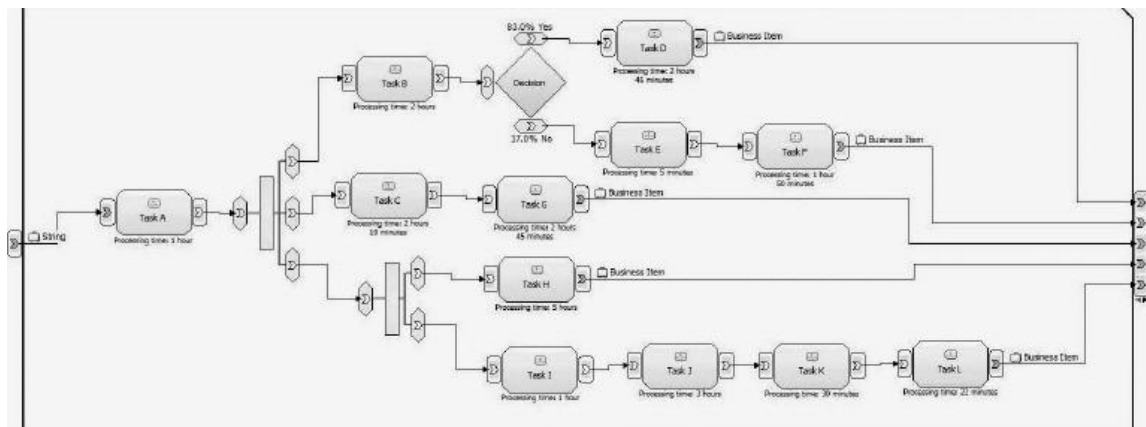 83.0% Yes
Task D
Business Item
Processing time: 2 hours
Task B
Decision
Processing time: 2 hours
17.0% No
Task E
Task F
Business Item
Processing time: 5 minutes
Processing time: 1 hour
50 minutes
Task A
String
Processing time: 1 hour
Task C
Task G
Business Item
Processing time: 2 hours
10 minutes
Processing time: 2 hours
45 minutes
Task H
Business Item
Processing time: 5 hours
Task I
Task J
Task K
Task L
Business Item
Processing time: 1 hour
Processing time: 3 hours
Processing time: 30 minutes
Processing time: 22 minutes